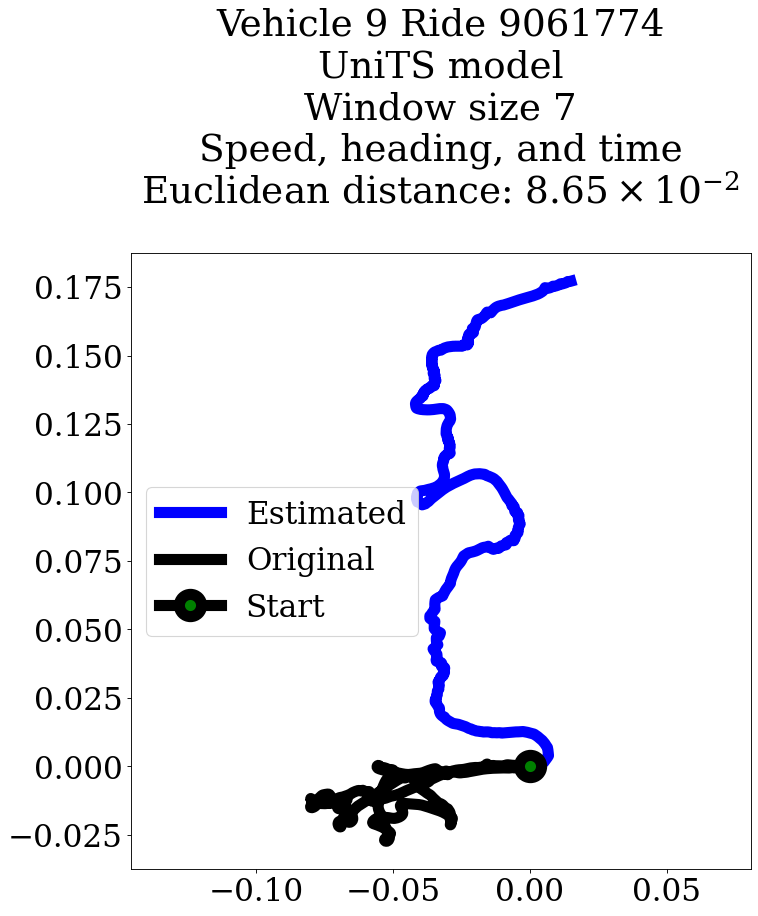 Vehicle 9 Ride 9061774
UniTS model
Window size 7
Speed, heading, and time
Euclidean distance: 8.65 × 10⁻²
0.175
0.150
0.125
0.100
0.075
0.050
0.025
0.000
−0.025
Estimated
Original
Start
−0.10 −0.05 0.00 0.05